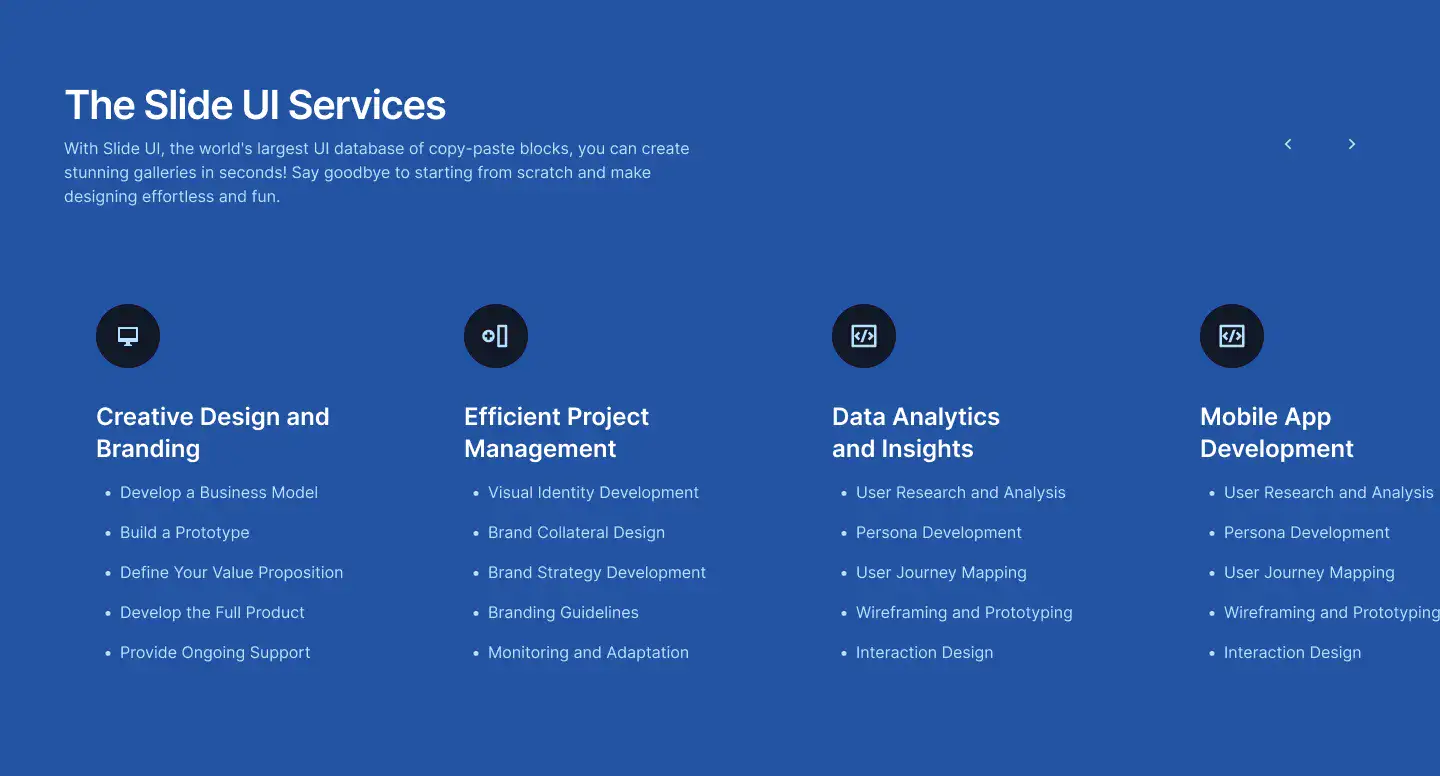 The Slide UI Services
With Slide UI, the world's largest UI database of copy-paste blocks, you can create
stunning galleries in seconds! Say goodbye to starting from scratch and make
designing effortless and fun.
Creative Design and
Branding
• Develop a Business Model
• Build a Prototype
• Define Your Value Proposition
• Develop the Full Product
• Provide Ongoing Support
Efficient Project
Management
• Visual Identity Development
• Brand Collateral Design
• Brand Strategy Development
• Branding Guidelines
• Monitoring and Adaptation
Data Analytics
and Insights
• User Research and Analysis
• Persona Development
• User Journey Mapping
• Wireframing and Prototyping
• Interaction Design
Mobile App
Development
• User Research and Analysis
• Persona Development
• User Journey Mapping
• Wireframing and Prototyping
• Interaction Design